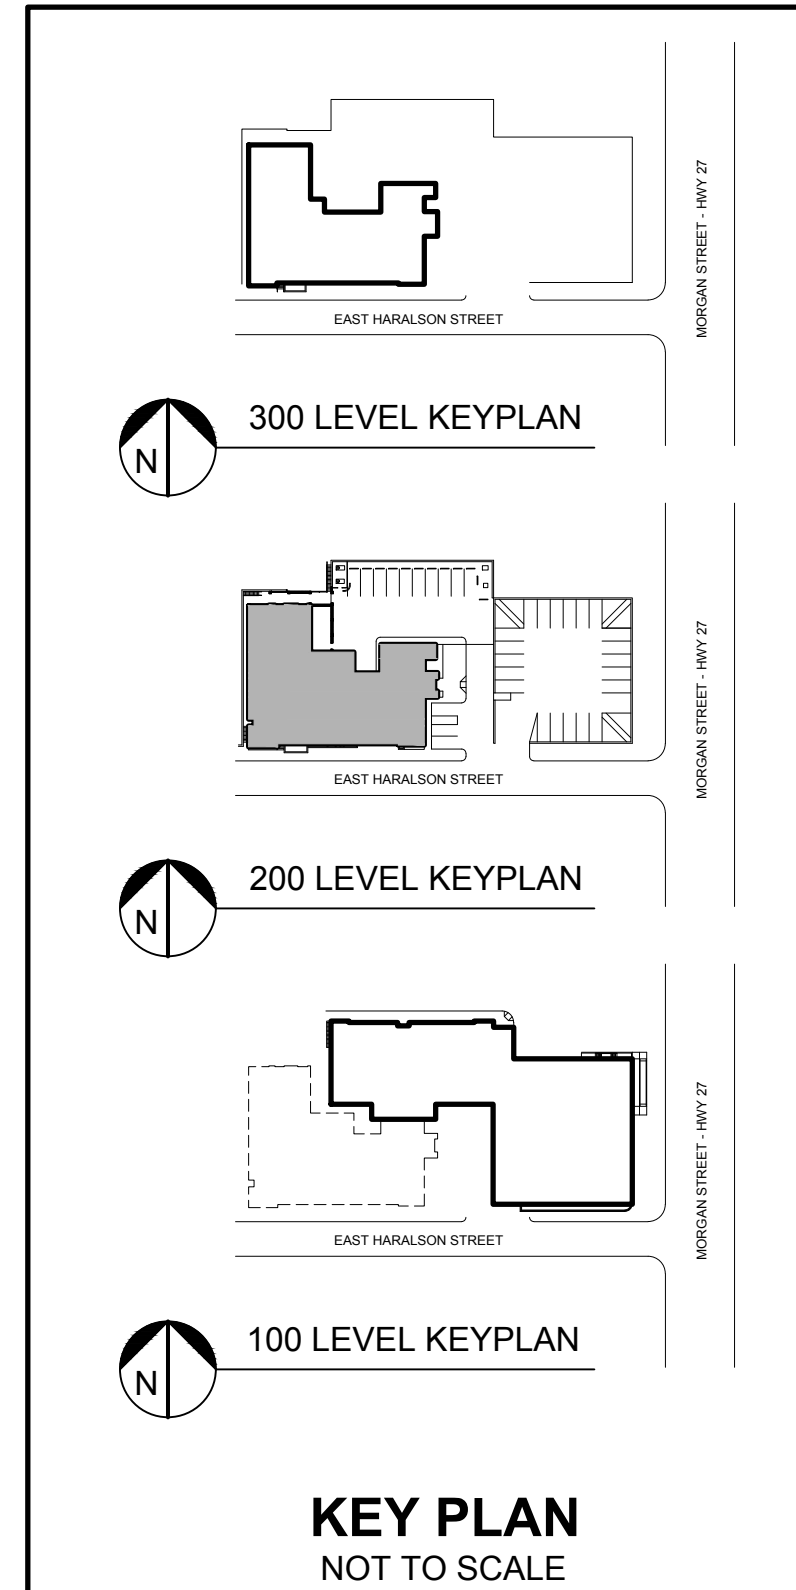 MORGAN STREET - HWY 27
EAST HARALSON STREET
300 LEVEL KEYPLAN
N
MORGAN STREET - HWY 27
EAST HARALSON STREET
200 LEVEL KEYPLAN
N
MORGAN STREET - HWY 27
EAST HARALSON STREET
100 LEVEL KEYPLAN
N
KEY PLAN
NOT TO SCALE